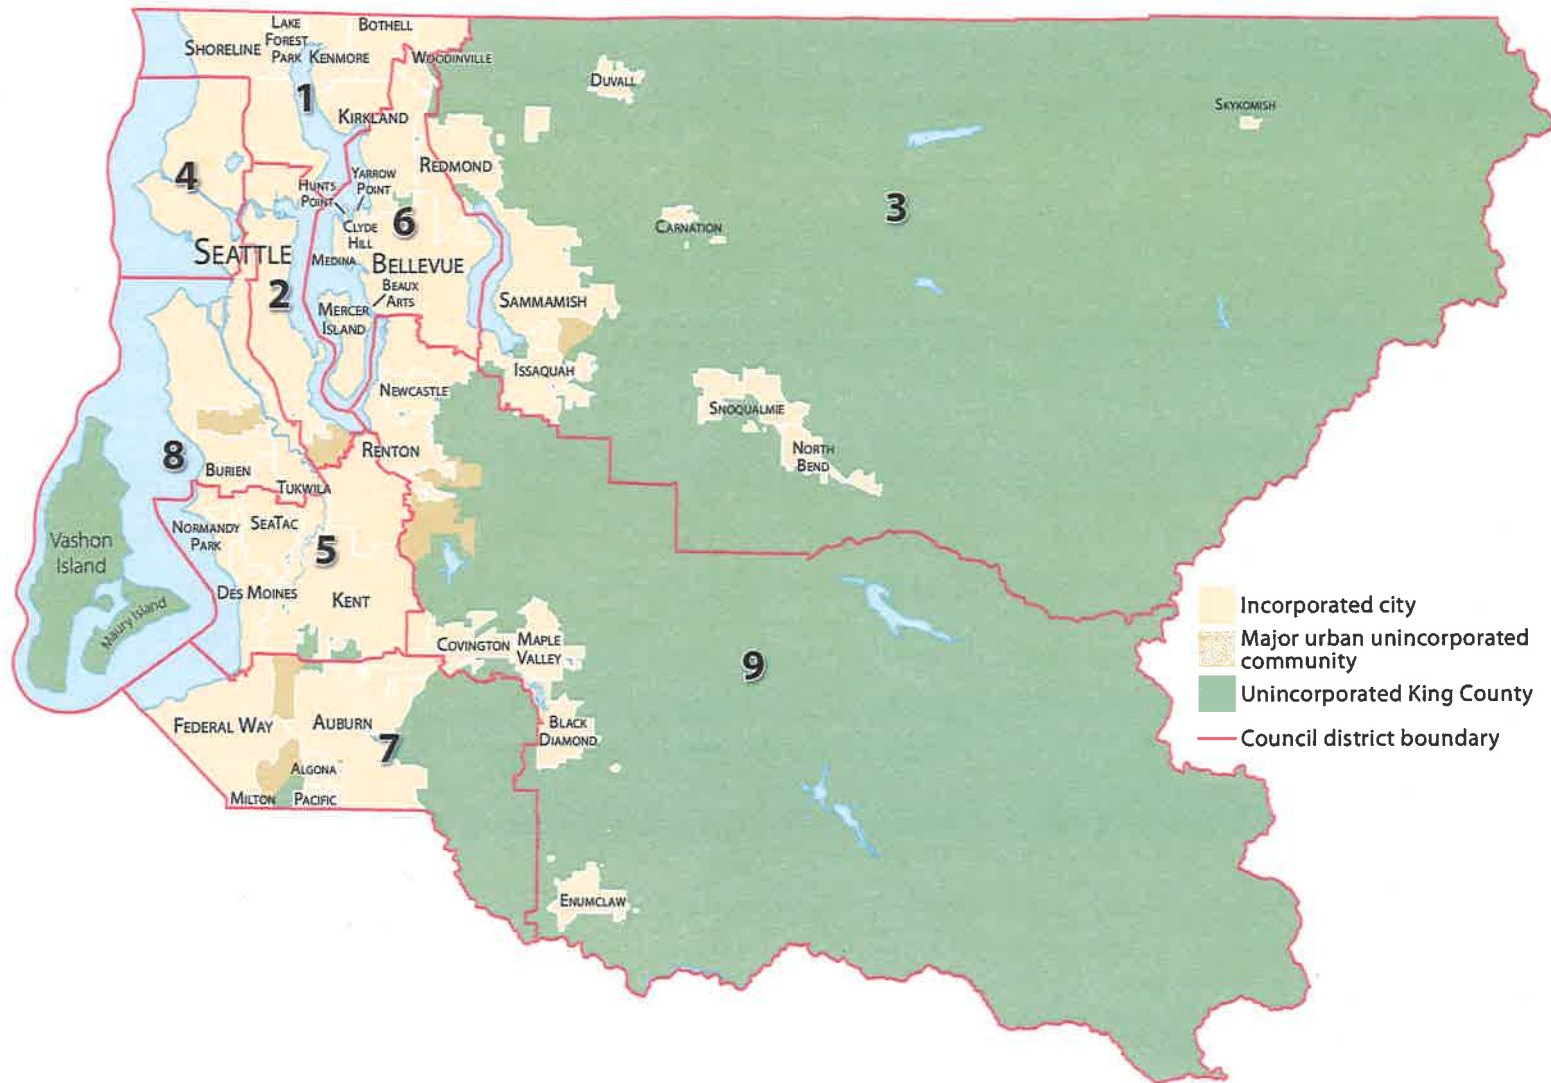 SHORELINE
LAKE
FOREST
PARK
KENMORE
BOTHELL
WOODINVILLE
DUVALL
SKYKOMISH
1
KIRKLAND
REDMOND
4
HUNTS
POINT
YARROW
POINT
3
6
CARNATION
CLYDE
HILL
SEATTLE
MEDINA
BELLEVUE
2
BEAUX
ARTS
MERCER
ISLAND
SAMMAMISH
ISSAQUAH
NEWCASTLE
SNOQUALMIE
NORTH
BEND
8
BURIEN
RENTON
TUKWILA
NORMANDY
PARK
SEATAC
5
Vashon
Island
DES MOINES
KENT
Maury Island
COVINGTON
MAPLE
VALLEY
9
Incorporated city
Major urban unincorporated
community
Unincorporated King County
Council district boundary
FEDERAL WAY
AUBURN
7
BLACK
DIAMOND
ALGONA
MILTON
PACIFIC
ENUMCLAW